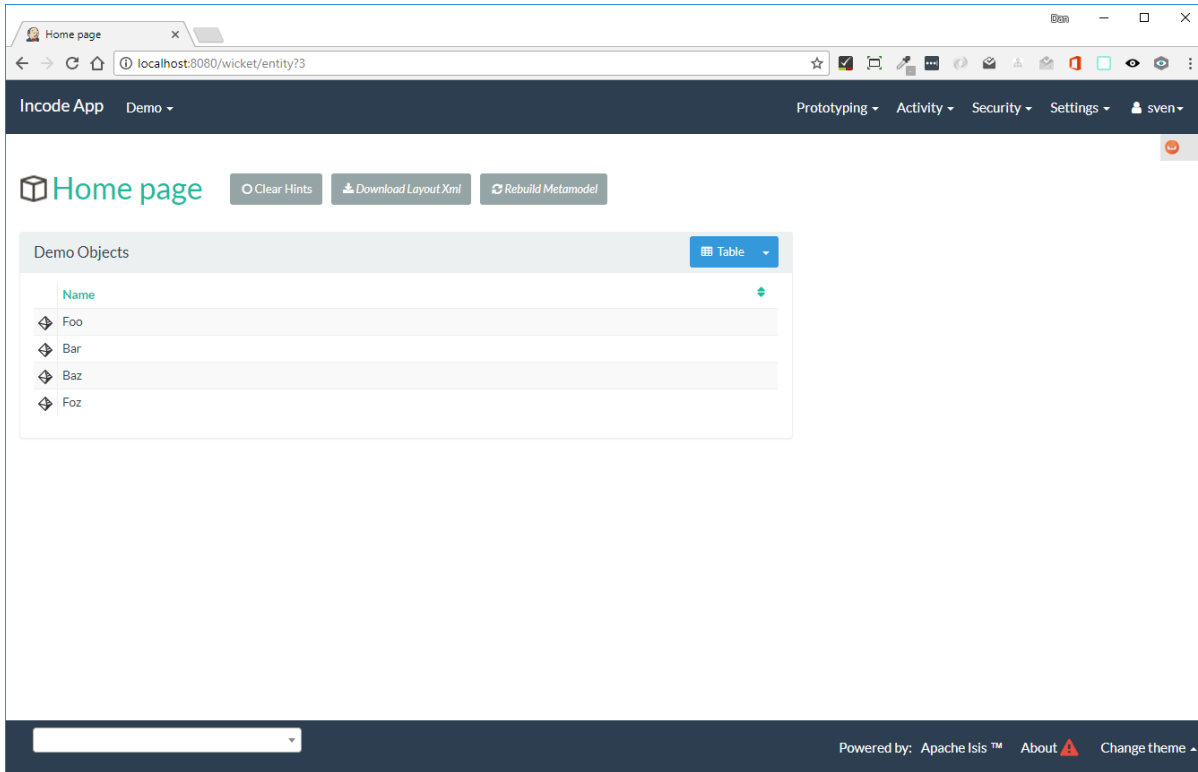 Dan
Home page
localhost:8080/wicket/entity?3
Incode App Demo Prototyping Activity Security Settings sven
Home page Clear Hints Download Layout Xml Rebuild Metamodel
Demo Objects Table
Name
Foo
Bar
Baz
Foz
Powered by: Apache Isis ™ About Change theme